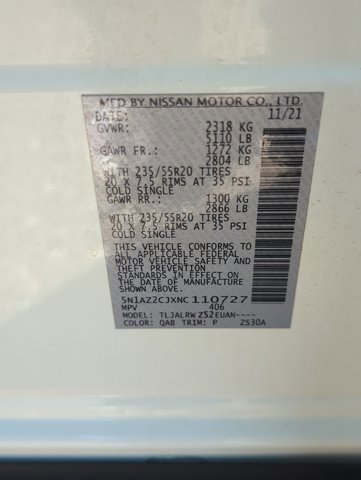 MFD BY NISSAN MOTOR CO., LTD.
DATE: 11/21
GVWR: 2318 KG
5110 LB
GAWR FR.: 1272 KG
2804 LB
WITH 235/55R20 TIRES
20 X 7.5 RIMS AT 35 PSI
COLD SINGLE
GAWR RR.: 1300 KG
2866 LB
WITH 235/55R20 TIRES
20 X 7.5 RIMS AT 35 PSI
COLD SINGLE
THIS VEHICLE CONFORMS
TO ALL APPLICABLE FEDERAL
MOTOR VEHICLE SAFETY AND
THEFT PREVENTION
STANDARDS IN EFFECT ON
THE DATE OF MANUFACTURE
SHOWN ABOVE.
5N1AZ2CJXNC110727
MPV 406
MODEL: TLJALRWZ52EUAN----
COLOR: QAB TRIM: P ZS30A